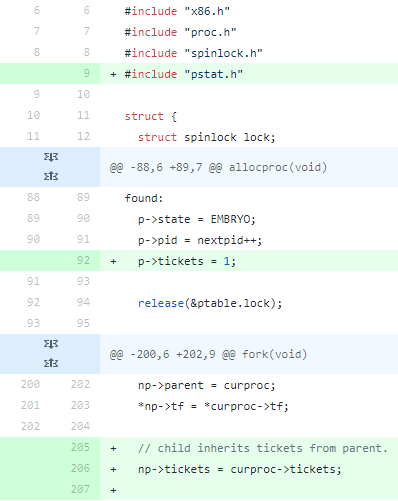 6 6 #include "x86.h"
7 7 #include "proc.h"
8 8 #include "spinlock.h"
9 + #include "pstat.h"
9 10
10 11 struct {
11 12 struct spinlock lock;
@@ -88,6 +89,7 @@ allocproc(void)
88 89 found:
89 90 p->state = EMBRYO;
90 91 p->pid = nextpid++;
92 + p->tickets = 1;
91 93
92 94 release(&ptable.lock);
93 95
@@ -200,6 +202,9 @@ fork(void)
200 202 np->parent = curproc;
201 203 *np->tf = *curproc->tf;
202 204
205 + // child inherits tickets from parent.
206 + np->tickets = curproc->tickets;
207 +